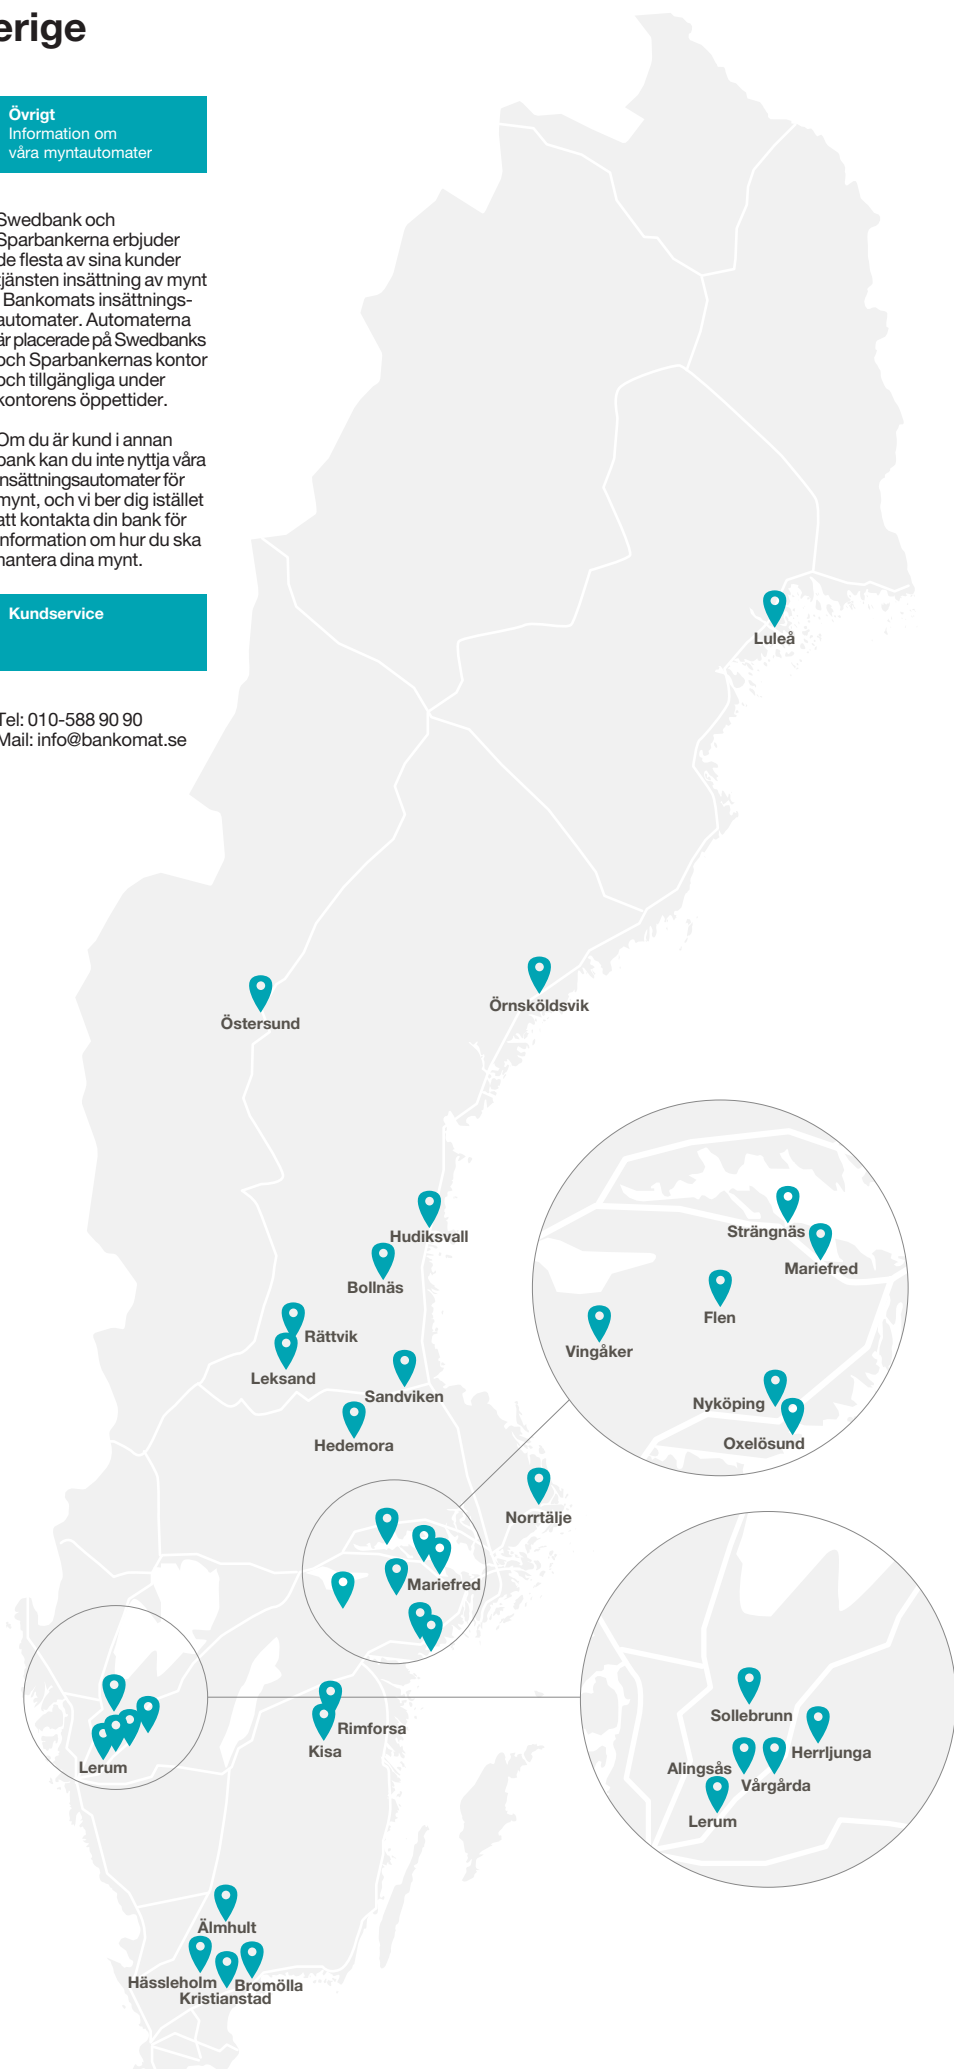 erige
Övrigt
Information om
våra myntautomater
Swedbank och
Sparbankerna erbjuder
de flesta av sina kunder
tjänsten insättning av mynt
i Bankomats insättnings-
automater. Automaterna
är placerade på Swedbanks
och Sparbankernas kontor
och tillgängliga under
kontorens öppettider.
Om du är kund i annan
bank kan du inte nyttja våra
insättningsautomater för
mynt, och vi ber dig istället
att kontakta din bank för
information om hur du ska
hantera dina mynt.
Kundservice
Tel: 010-588 90 90
Mail: info@bankomat.se
Luleå
Örnsköldsvik
Östersund
Hudiksvall
Bollnäs
Rättvik
Leksand
Sandviken
Hedemora
Norrtälje
Mariefred
Strängnäs
Mariefred
Flen
Vingåker
Nyköping
Oxelösund
Lerum
Rimforsa
Kisa
Sollebrunn
Herrljunga
Alingsås
Vårgårda
Lerum
Älmhult
Hässleholm
Bromölla
Kristianstad